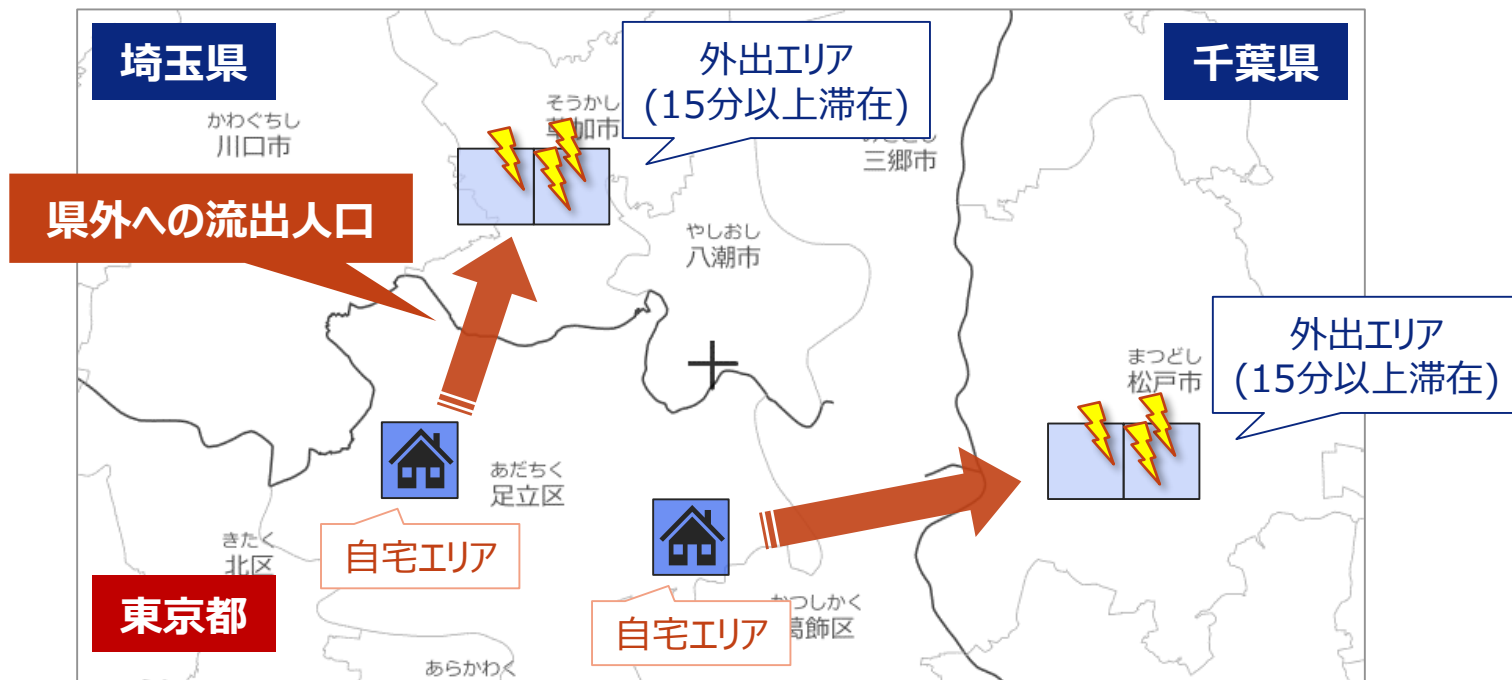 埼玉県
千葉県
外出エリア
(15分以上滞在)
かわぐちし
川口市
そうかし
草加市
三郷市
県外への流出人口
やしおし
八潮市
外出エリア
(15分以上滞在)
まつどし
松戸市
あだちく
足立区
自宅エリア
きたく
北区
東京都
自宅エリア
かつしかく
葛飾区
あらかわく